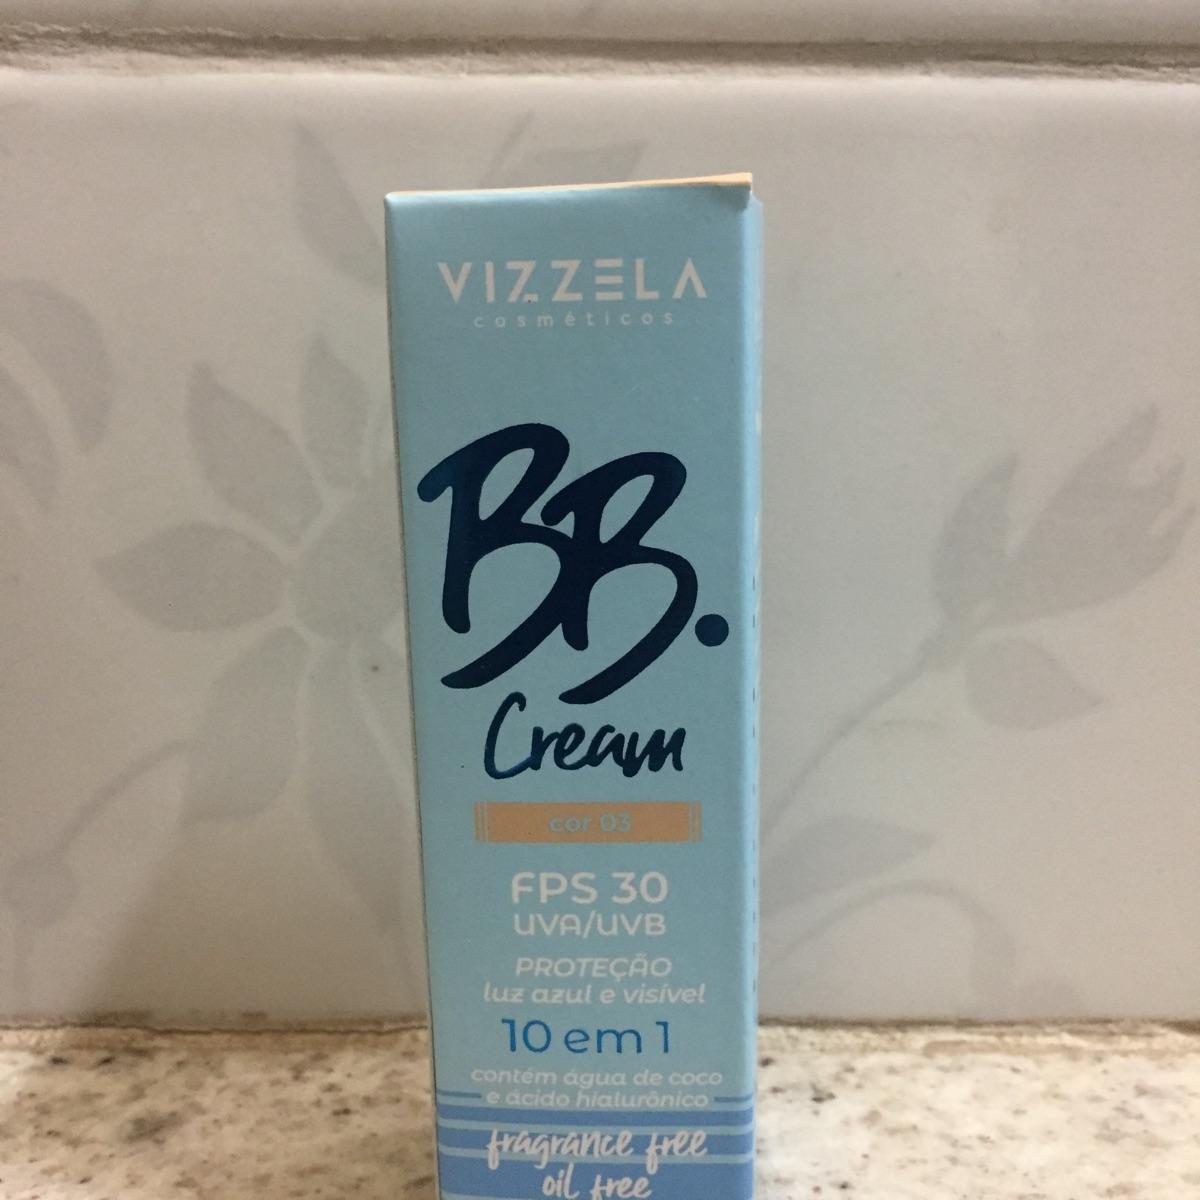 VIZZELA
cosméticos
BB.
Cream
cor 03
FPS 30
UVA/UVB
PROTEÇÃO
luz azul e visível
10 em 1
contém água de coco
e ácido hialurônico
fragrance free
oil free